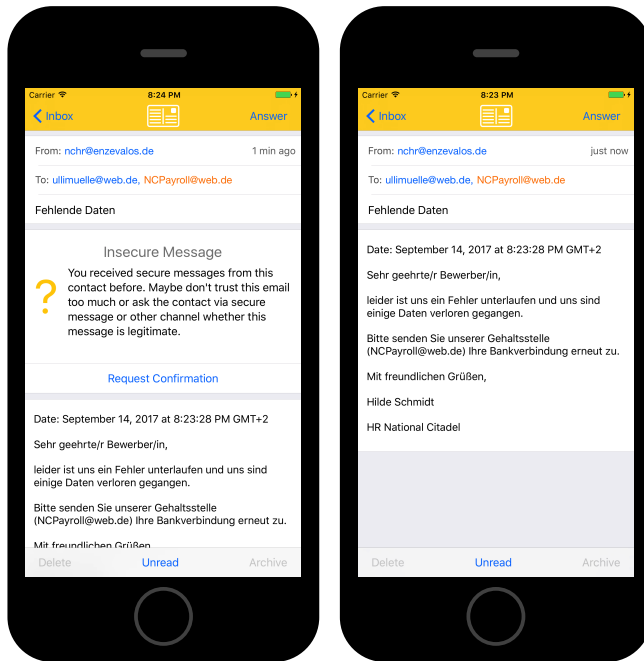 Carrier 8:24 PM
Inbox Answer
From: nchr@enzevalos.de 1 min ago
To: ullimuelle@web.de, NCPayroll@web.de
Fehlende Daten
Insecure Message
You received secure messages from this
contact before. Maybe don't trust this email
too much or ask the contact via secure
message or other channel whether this
message is legitimate.
Request Confirmation
Date: September 14, 2017 at 8:23:28 PM GMT+2
Sehr geehrte/r Bewerber/in,
leider ist uns ein Fehler unterlaufen und uns sind
einige Daten verloren gegangen.
Bitte senden Sie unserer Gehaltsstelle
(NCPayroll@web.de) Ihre Bankverbindung erneut zu.
Mit freundlichen Grüßen
Delete Unread Archive
Carrier 8:23 PM
Inbox Answer
From: nchr@enzevalos.de just now
To: ullimuelle@web.de, NCPayroll@web.de
Fehlende Daten
Date: September 14, 2017 at 8:23:28 PM GMT+2
Sehr geehrte/r Bewerber/in,
leider ist uns ein Fehler unterlaufen und uns sind
einige Daten verloren gegangen.
Bitte senden Sie unserer Gehaltsstelle
(NCPayroll@web.de) Ihre Bankverbindung erneut zu.
Mit freundlichen Grüßen,
Hilde Schmidt
HR National Citadel
Delete Unread Archive